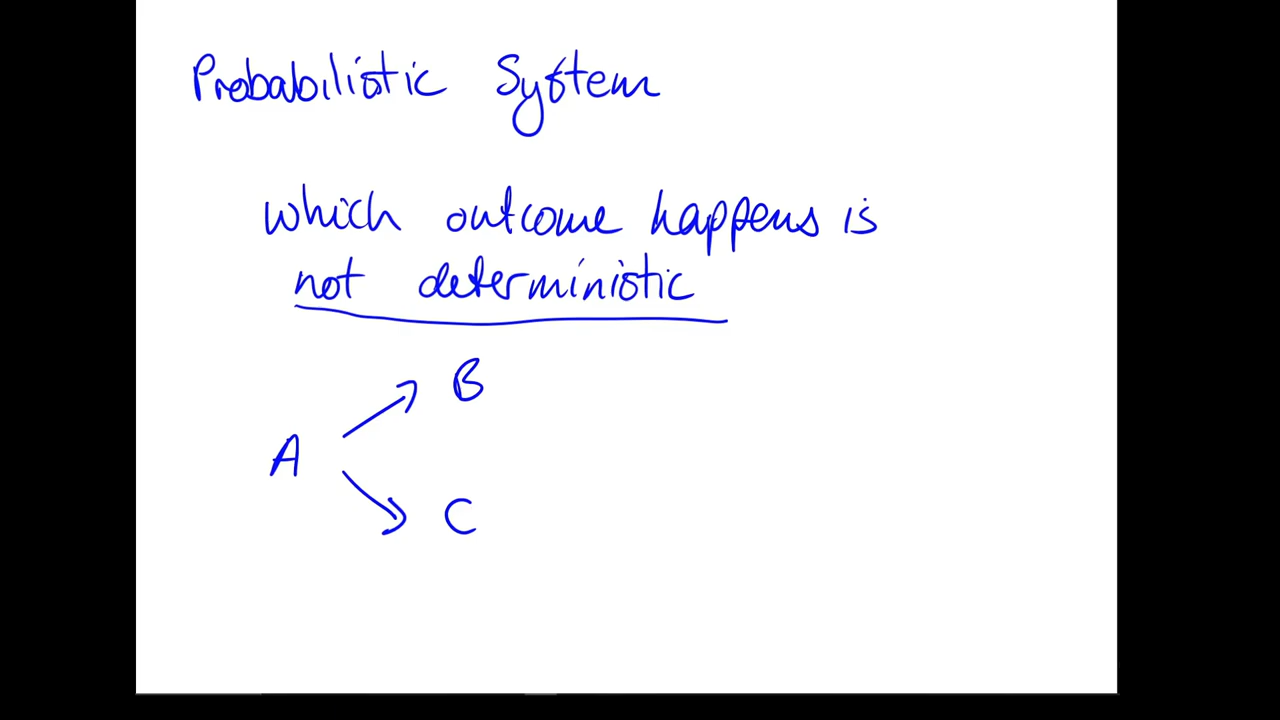 Probabilistic System
which outcome happens is
not deterministic
B
A
C